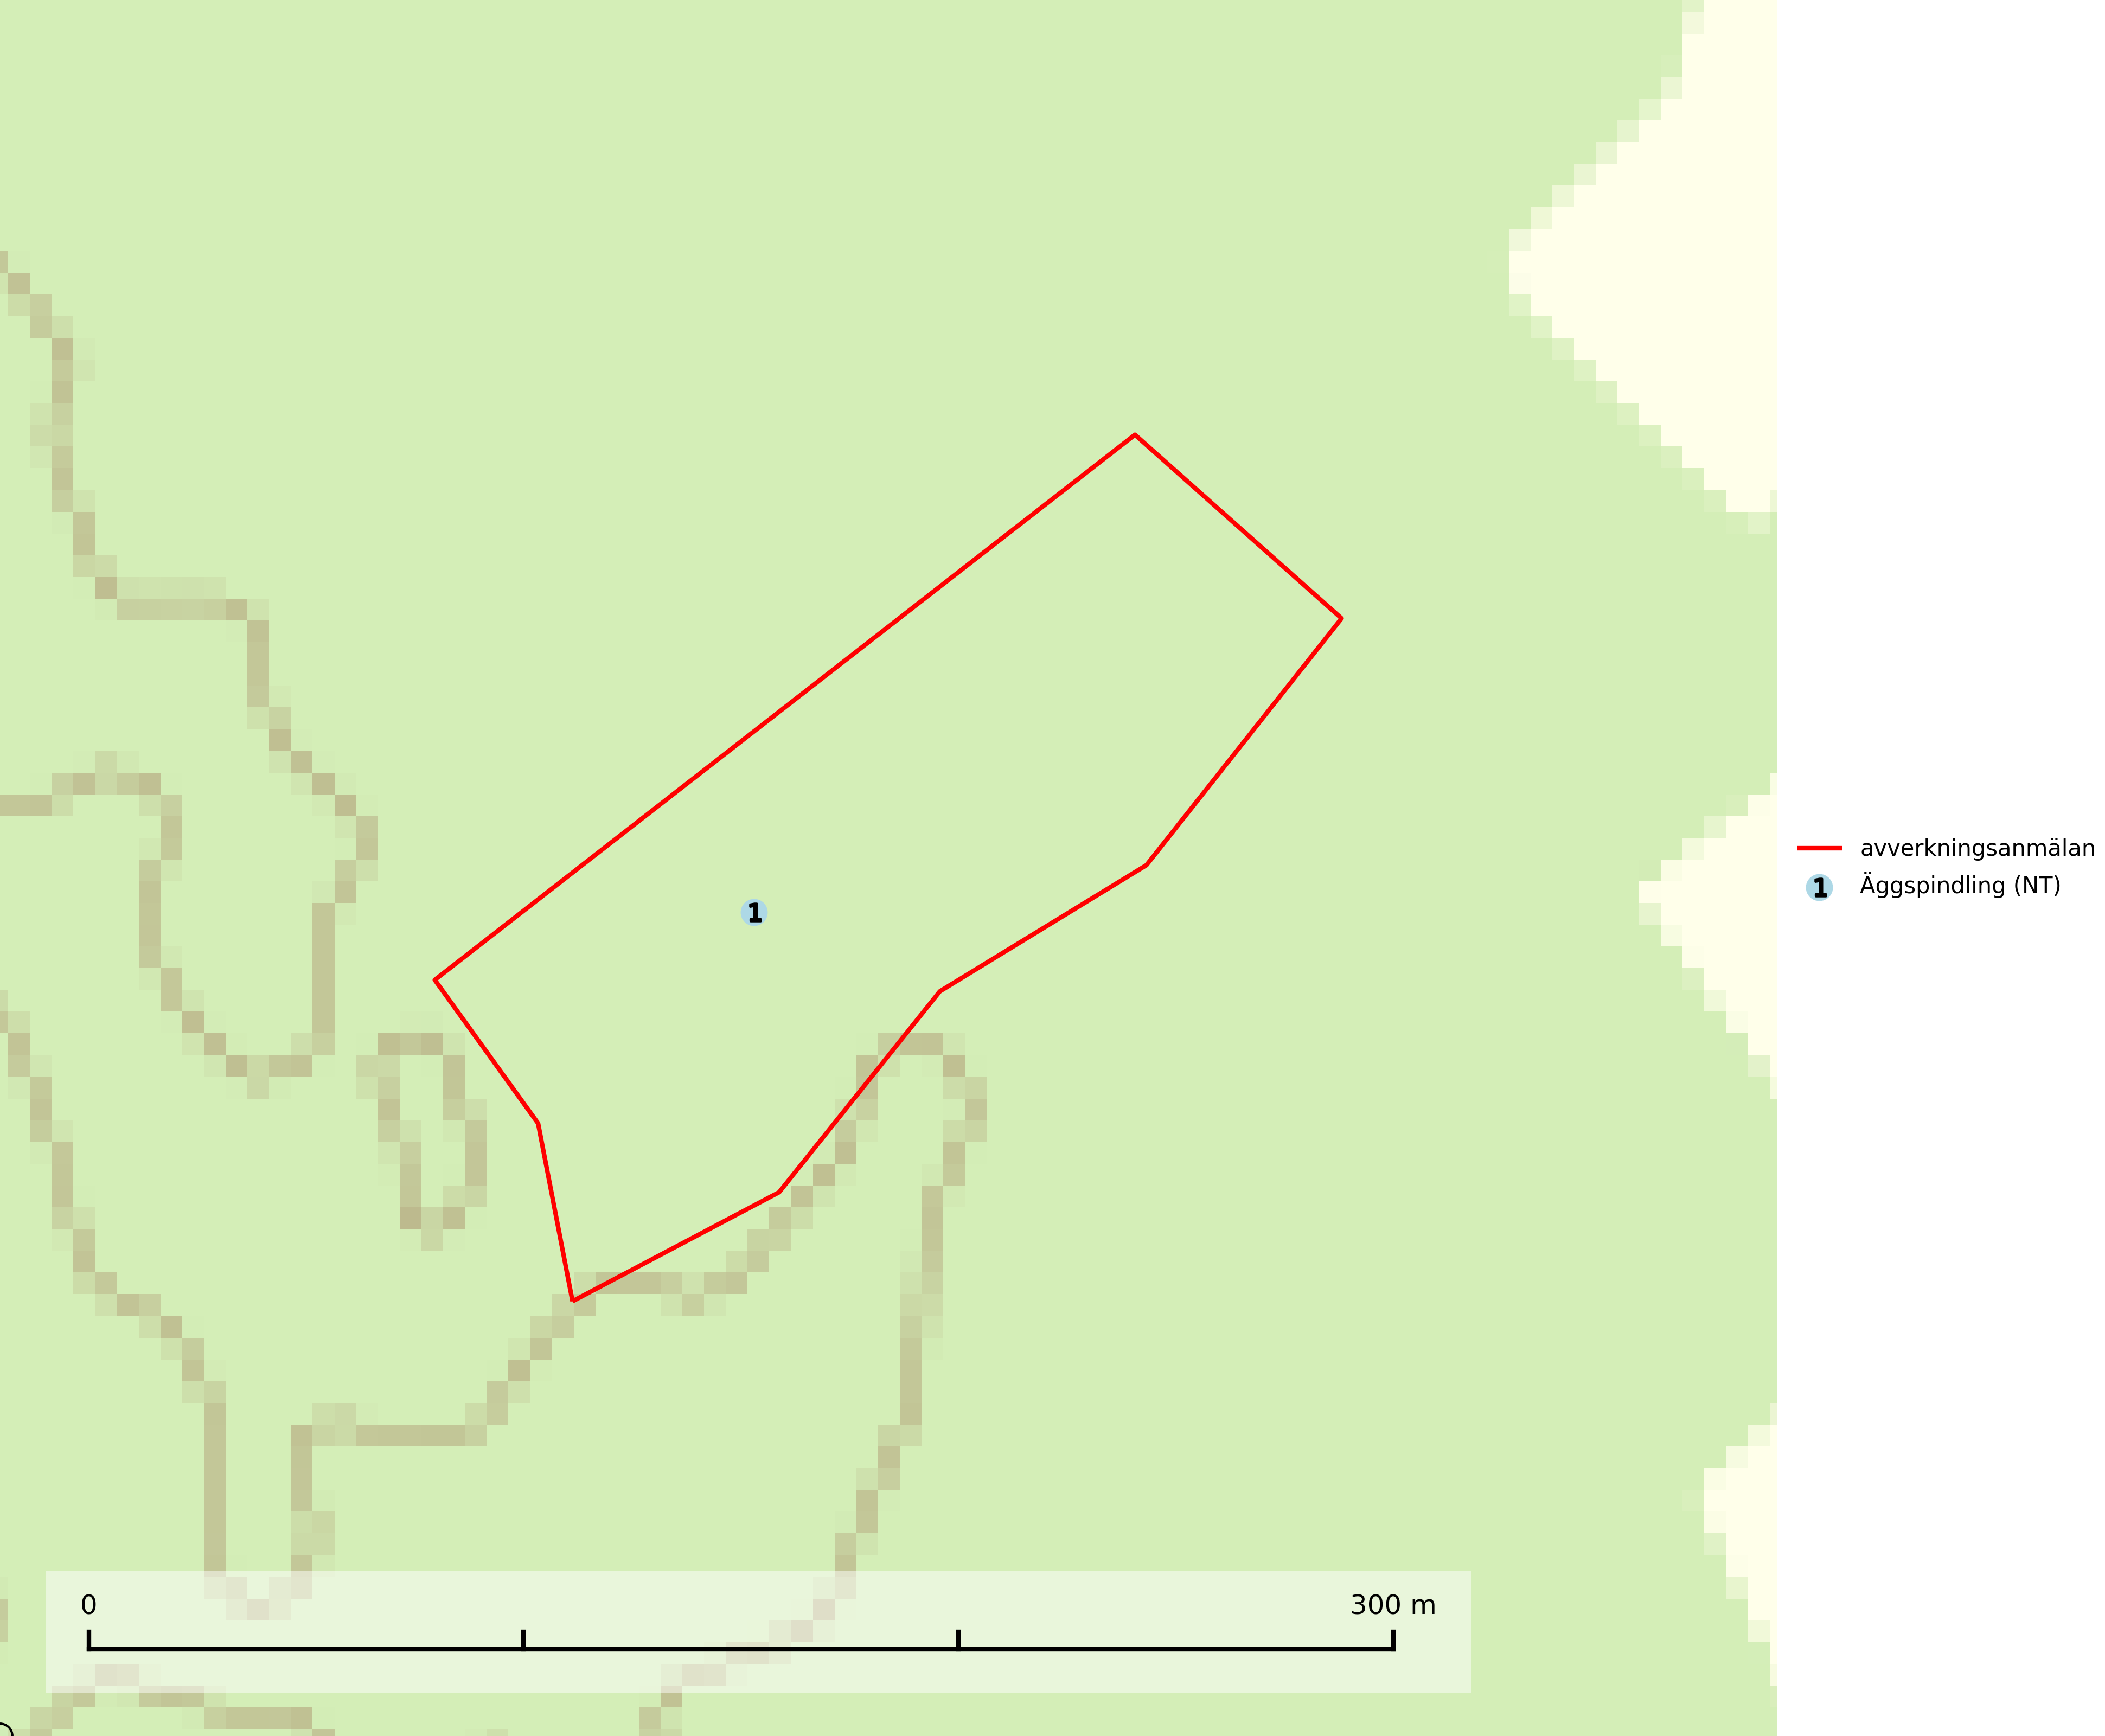 1
avverkningsanmälan
1 Äggspindling (NT)
0 300 m